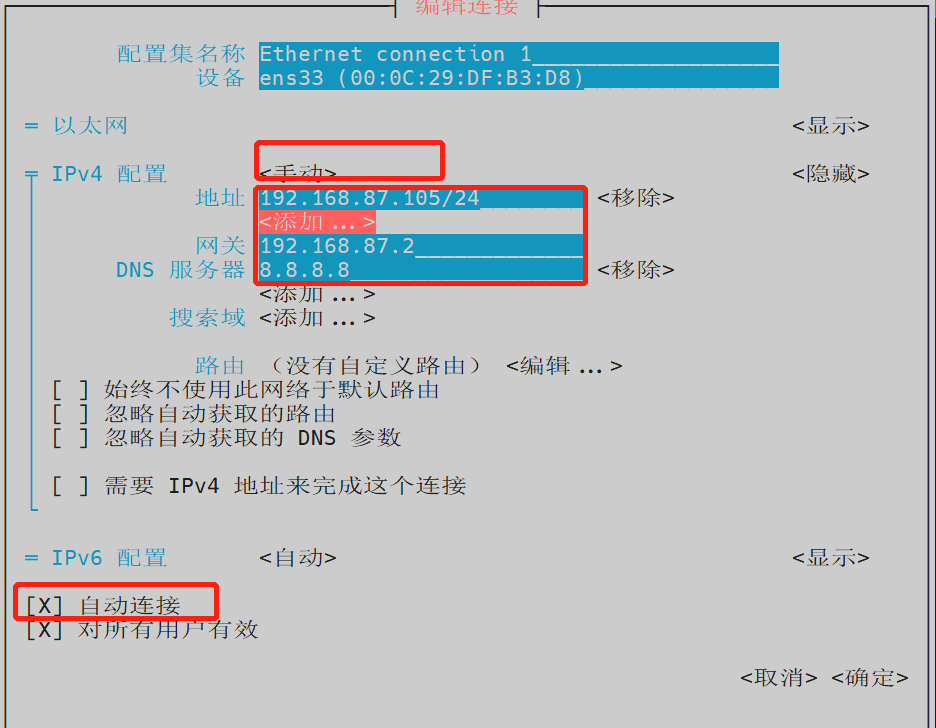 编辑连接
配置集名称 Ethernet connection 1
设备 ens33 (00:0C:29:DF:B3:D8)
= 以太网 <显示>
IPv4 配置 <手动> <隐藏>
地址 192.168.87.105/24 <移除>
<添加...>
网关 192.168.87.2
DNS 服务器 8.8.8.8 <移除>
<添加...>
搜索域 <添加...>
路由 （没有自定义路由） <编辑...>
[ ] 始终不使用此网络于默认路由
[ ] 忽略自动获取的路由
[ ] 忽略自动获取的 DNS 参数
[ ] 需要 IPv4 地址来完成这个连接
= IPv6 配置 <自动> <显示>
[X] 自动连接
[X] 对所有用户有效
<取消> <确定>